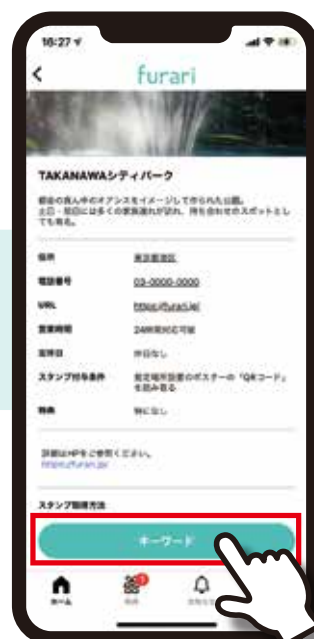 16:27
furari
TAKANAWAシティパーク
都会の真ん中のオアシスをイメージして作られた公園。
土日・祝日には多くの家族連れが訪れ、待ち合わせのスポットとし
ても有名。
住所 東京都港区
電話番号 03-0000-0000
URL https://furari.jp/
営業時間 24時間対応可能
定休日 休日なし
スタンプ付与条件 指定場所設置のポスターの「QRコード」
を読み取る
特典 特になし
詳細はHPをご参照ください。
https://furari.jp/
スタンプ取得方法
キーワード
ホーム